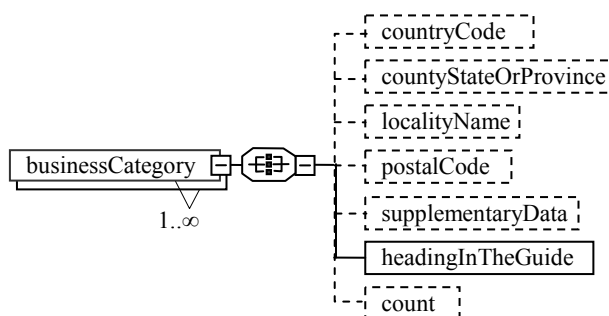 countryCode
countyStateOrProvince
localityName
businessCategory
postalCode
1..∞
supplementaryData
headingInTheGuide
count